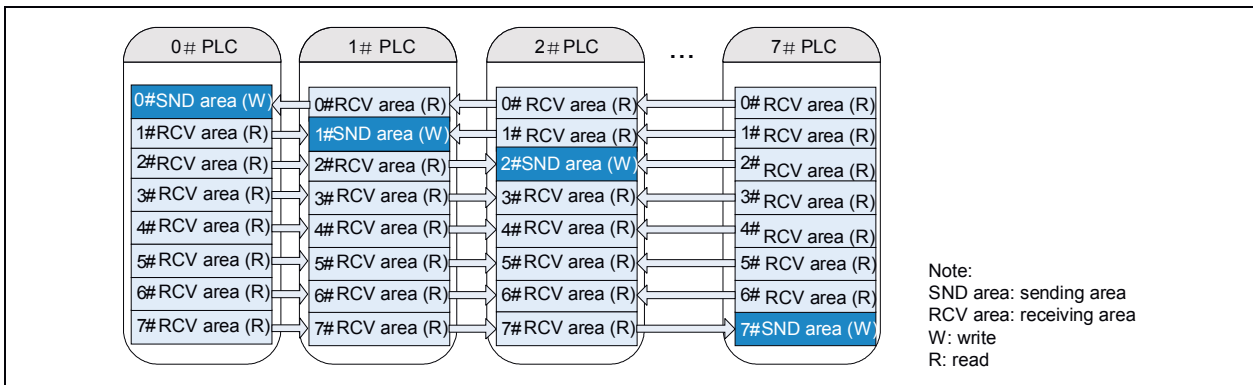 0# PLC
1# PLC
2# PLC
...
7# PLC
0#SND area (W)
0#RCV area (R)
0# RCV area (R)
0# RCV area (R)
1#RCV area (R)
1#SND area (W)
1# RCV area (R)
1# RCV area (R)
2#RCV area (R)
2#RCV area (R)
2#SND area (W)
2# RCV area (R)
3#RCV area (R)
3#RCV area (R)
3#RCV area (R)
3# RCV area (R)
4#RCV area (R)
4#RCV area (R)
4#RCV area (R)
4# RCV area (R)
5#RCV area (R)
5#RCV area (R)
5#RCV area (R)
5# RCV area (R)
6#RCV area (R)
6#RCV area (R)
6#RCV area (R)
6# RCV area (R)
7#RCV area (R)
7#RCV area (R)
7#RCV area (R)
7#SND area (W)
Note:
SND area: sending area
RCV area: receiving area
W: write
R: read